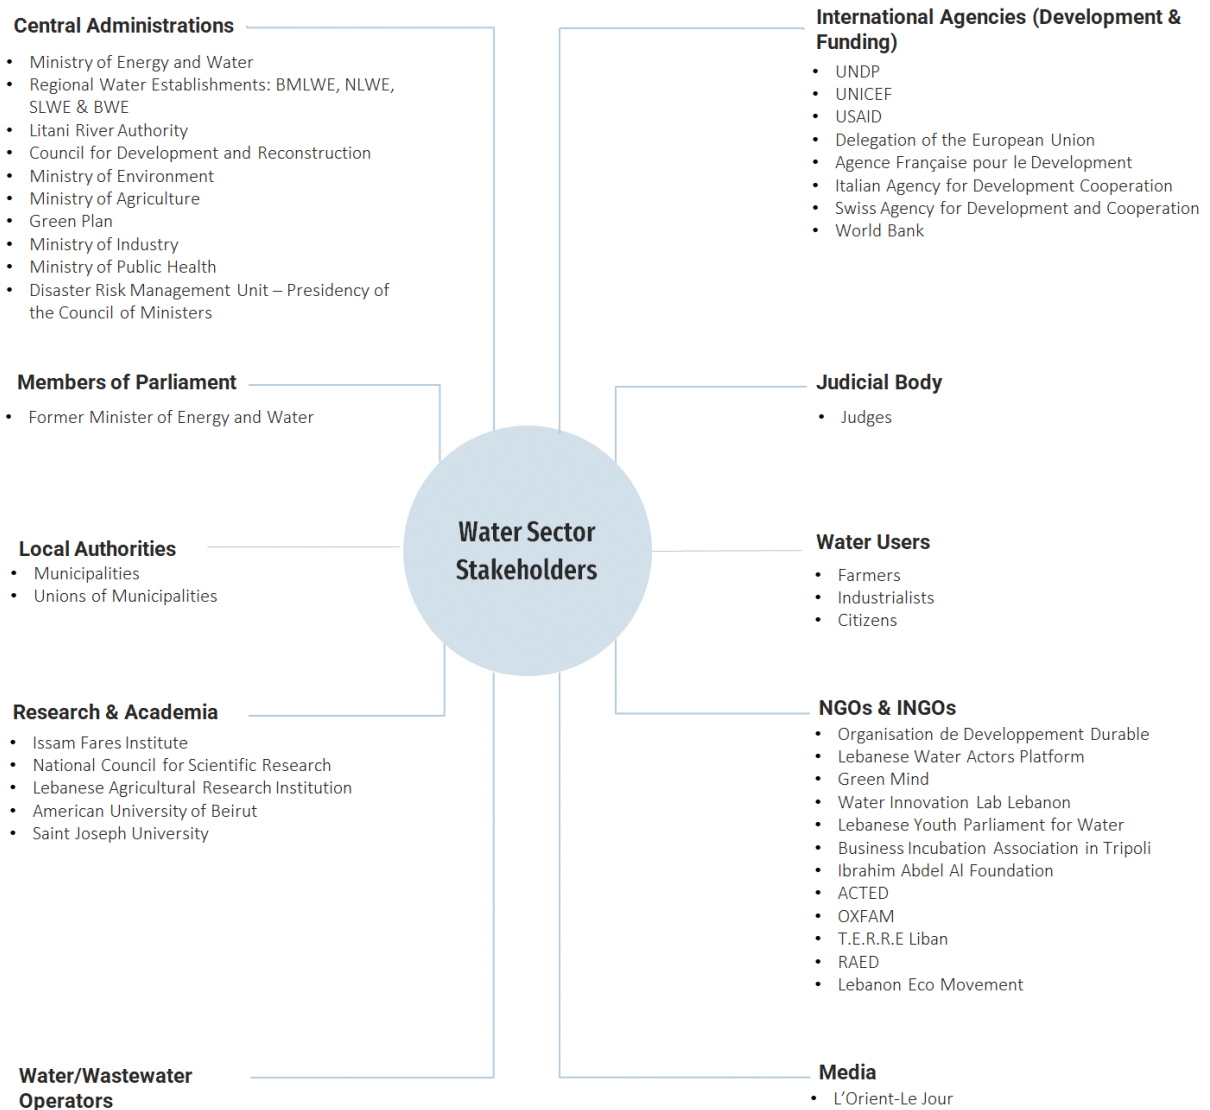 Central Administrations
• Ministry of Energy and Water
• Regional Water Establishments: BMLWE, NLWE,
SLWE & BWE
• Litani River Authority
• Council for Development and Reconstruction
• Ministry of Environment
• Ministry of Agriculture
• Green Plan
• Ministry of Industry
• Ministry of Public Health
• Disaster Risk Management Unit – Presidency of
the Council of Ministers
Members of Parliament
• Former Minister of Energy and Water
Local Authorities
• Municipalities
• Unions of Municipalities
Research & Academia
• Issam Fares Institute
• National Council for Scientific Research
• Lebanese Agricultural Research Institution
• American University of Beirut
• Saint Joseph University
Water/Wastewater
Operators
Water Sector
Stakeholders
International Agencies (Development &
Funding)
• UNDP
• UNICEF
• USAID
• Delegation of the European Union
• Agence Française pour le Development
• Italian Agency for Development Cooperation
• Swiss Agency for Development and Cooperation
• World Bank
Judicial Body
• Judges
Water Users
• Farmers
• Industrialists
• Citizens
NGOs & INGOs
• Organisation de Developpement Durable
• Lebanese Water Actors Platform
• Green Mind
• Water Innovation Lab Lebanon
• Lebanese Youth Parliament for Water
• Business Incubation Association in Tripoli
• Ibrahim Abdel Al Foundation
• ACTED
• OXFAM
• T.E.R.R.E Liban
• RAED
• Lebanon Eco Movement
Media
• L'Orient-Le Jour